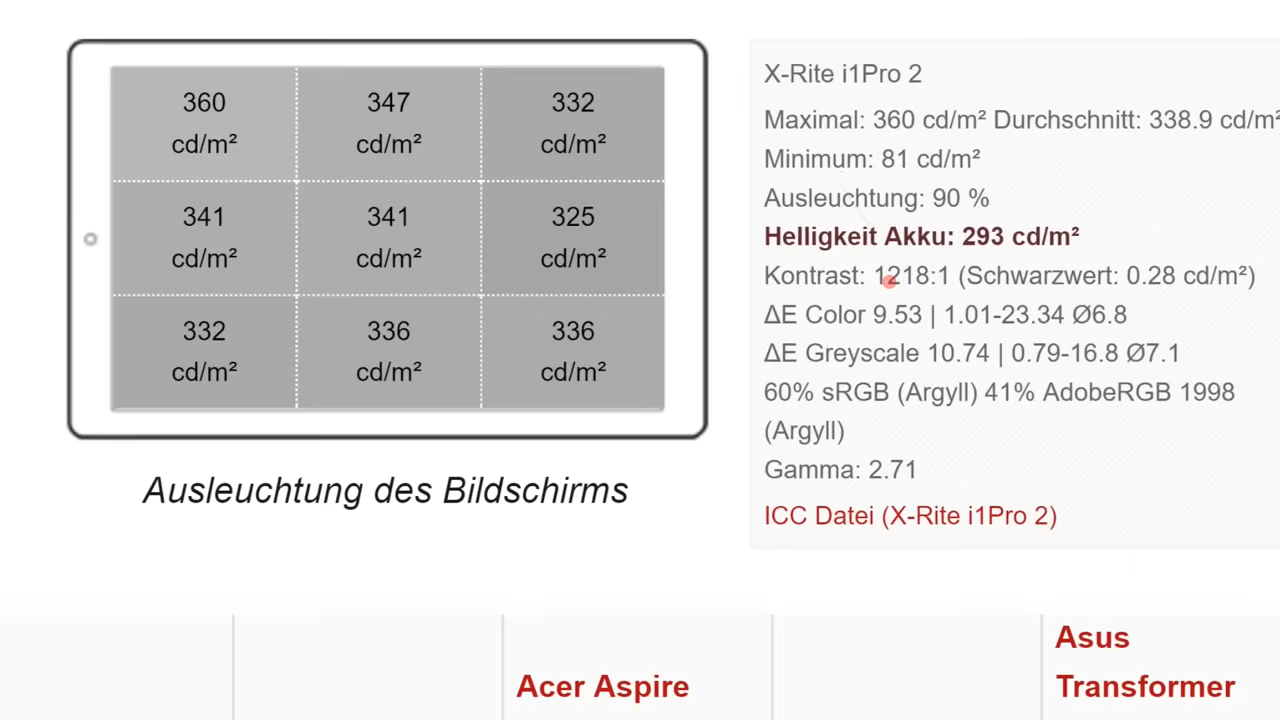 360 347 332
cd/m² cd/m² cd/m²
341 341 325
cd/m² cd/m² cd/m²
332 336 336
cd/m² cd/m² cd/m²
Ausleuchtung des Bildschirms
X-Rite i1Pro 2
Maximal: 360 cd/m² Durchschnitt: 338.9 cd/m²
Minimum: 81 cd/m²
Ausleuchtung: 90 %
Helligkeit Akku: 293 cd/m²
Kontrast: 1218:1 (Schwarzwert: 0.28 cd/m²)
ΔE Color 9.53 | 1.01-23.34 Ø6.8
ΔE Greyscale 10.74 | 0.79-16.8 Ø7.1
60% sRGB (Argyll) 41% AdobeRGB 1998
(Argyll)
Gamma: 2.71
ICC Datei (X-Rite i1Pro 2)
Acer Aspire
Asus
Transformer